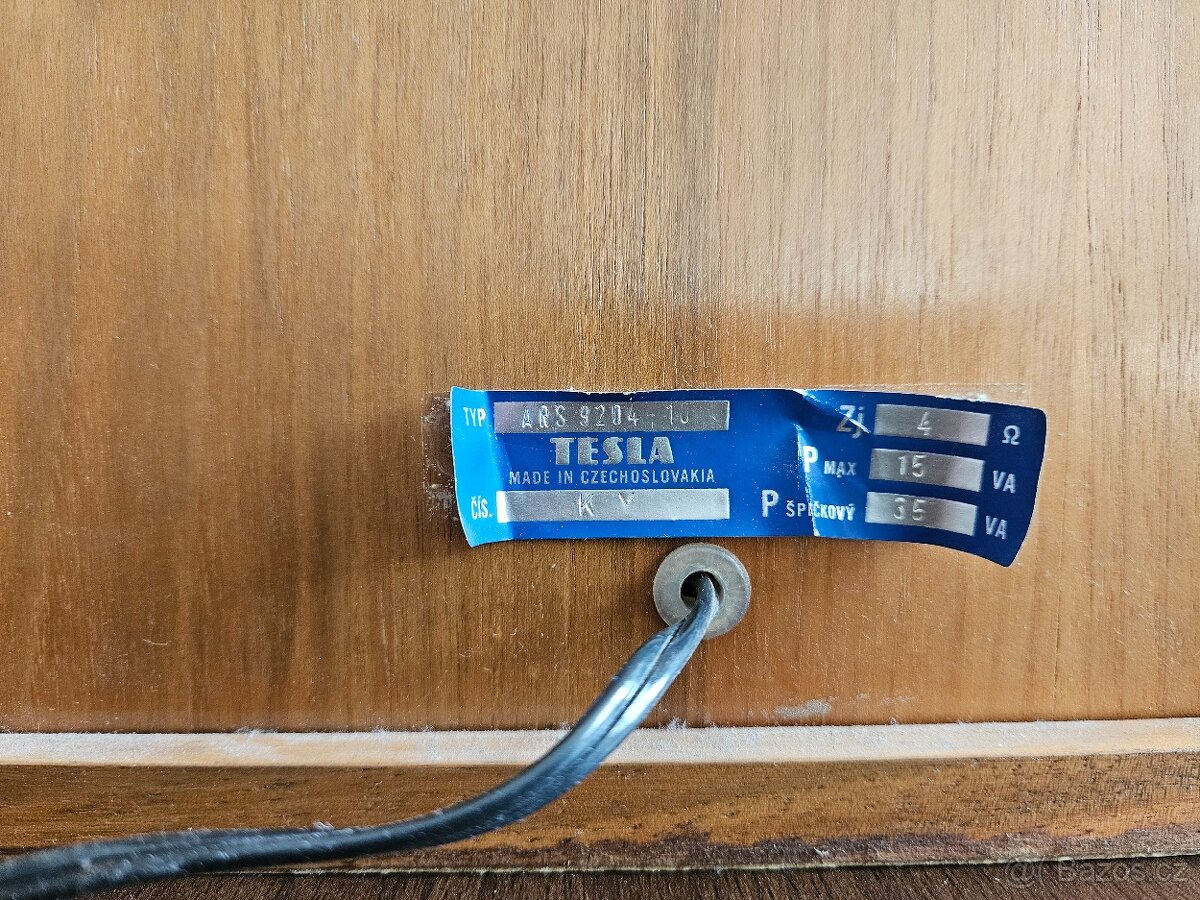 TYP ARS 9204-10
TESLA
MADE IN CZECHOSLOVAKIA
ČÍS. K Y
Zj 4 Ω
P MAX 15 VA
P ŠPIČKOVÝ 35 VA
@ Bazos.cz